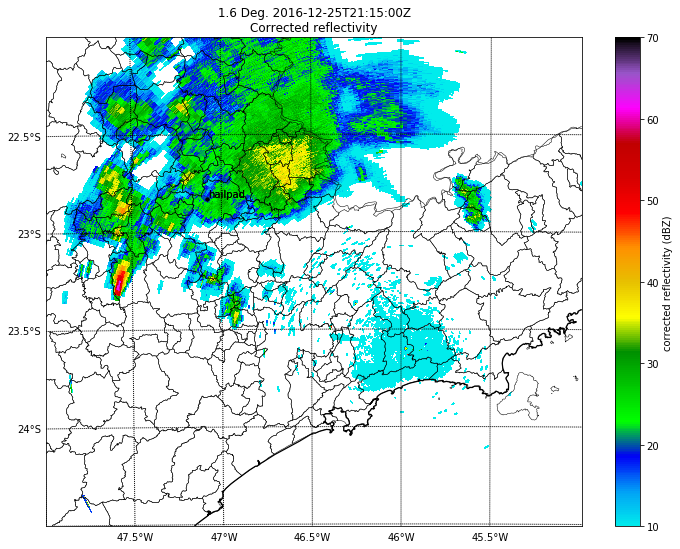 1.6 Deg. 2016-12-25T21:15:00Z
Corrected reflectivity
70
60
50
40
30
20
10
corrected reflectivity (dBZ)
22.5°S
23°S
23.5°S
24°S
hailpad
47.5°W
47°W
46.5°W
46°W
45.5°W